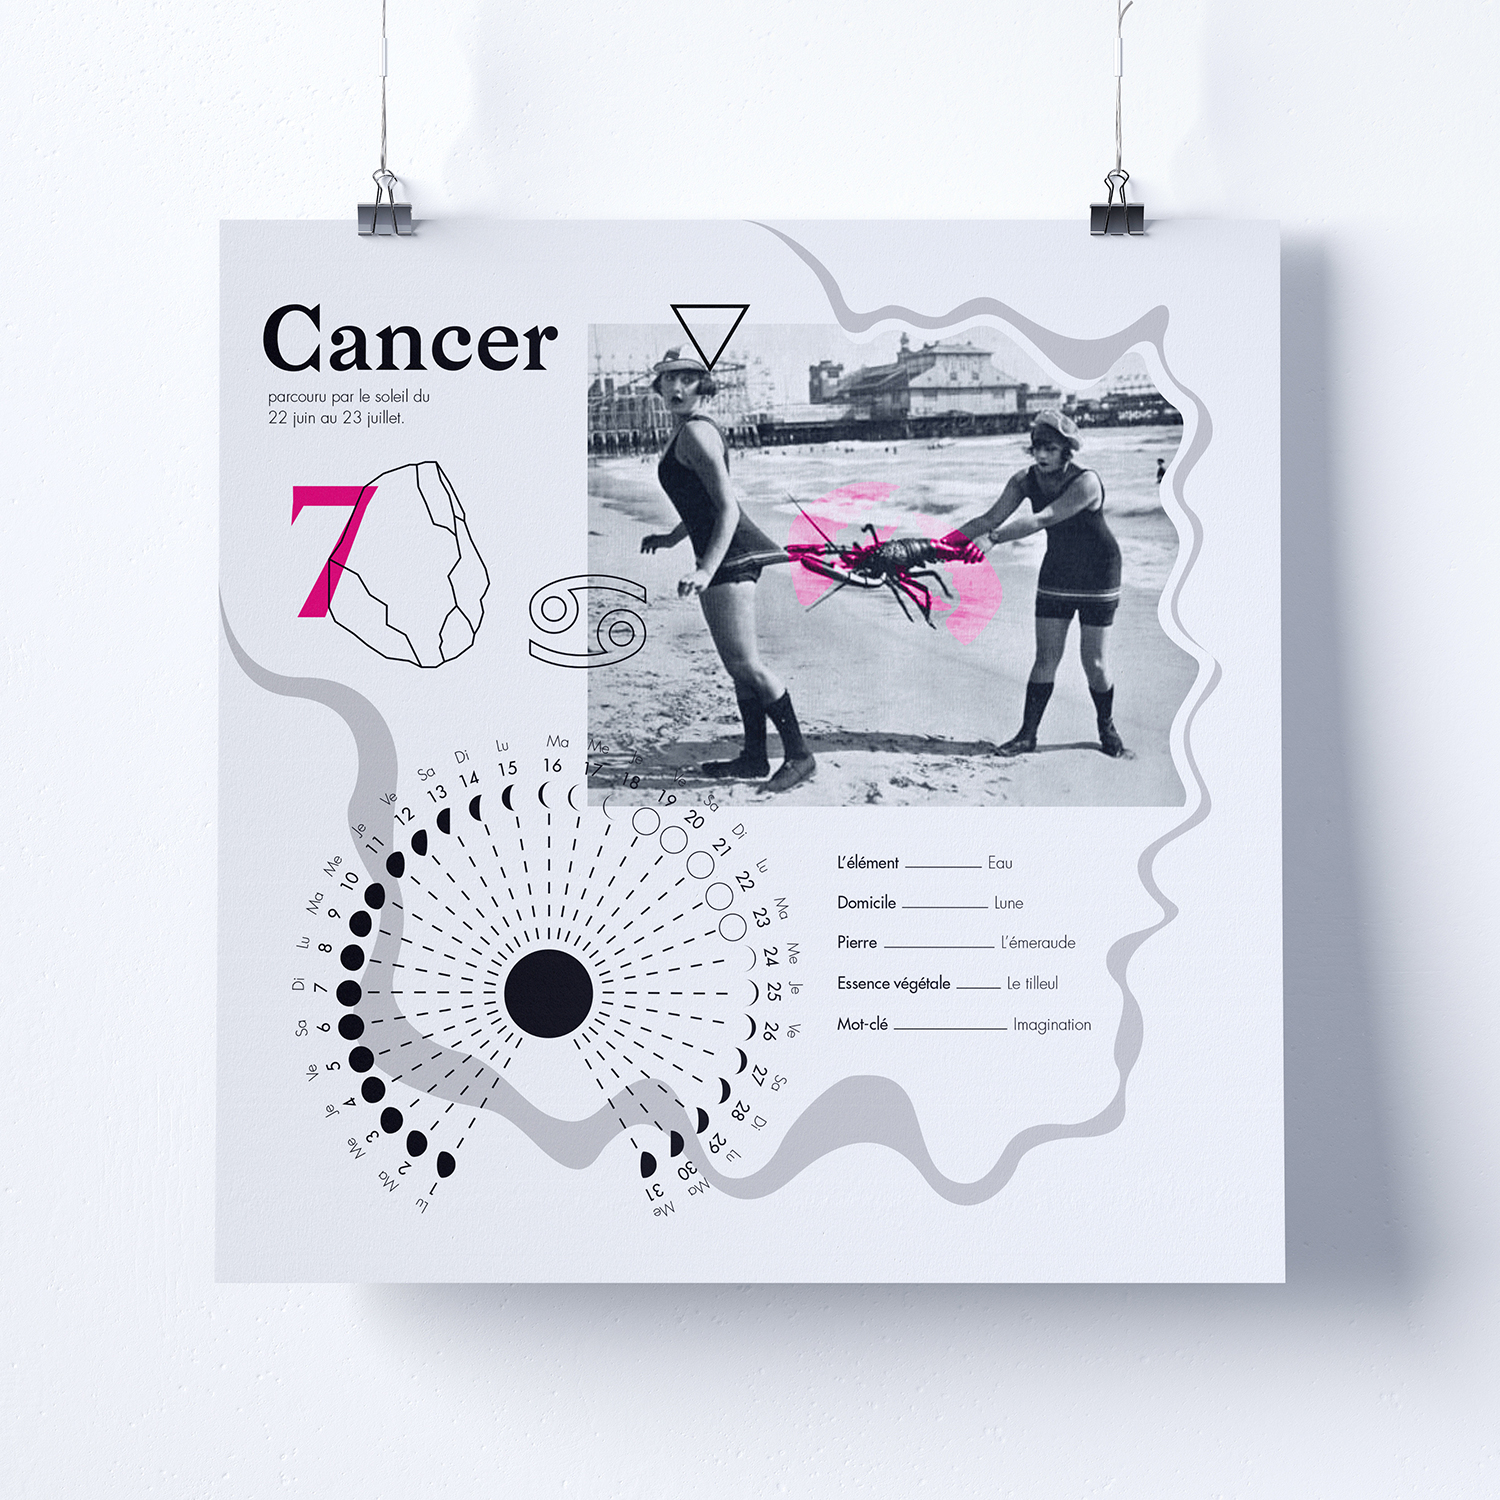 Cancer
parcouru par le soleil du
22 juin au 23 juillet.
7
Lu 1
Ma 2
Me 3
Je 4
Ve 5
Sa 6
Di 7
Lu 8
Ma 9
Me 10
Je 11
Ve 12
Sa 13
Di 14
Lu 15
Ma 16
Me 17
Je 18
Ve 19
Sa 20
Di 21
Lu 22
Ma 23
Me 24
Je 25
Ve 26
Sa 27
Di 28
Lu 29
Ma 30
Me 31
L'élément Eau
Domicile Lune
Pierre L'émeraude
Essence végétale Le tilleul
Mot-clé Imagination